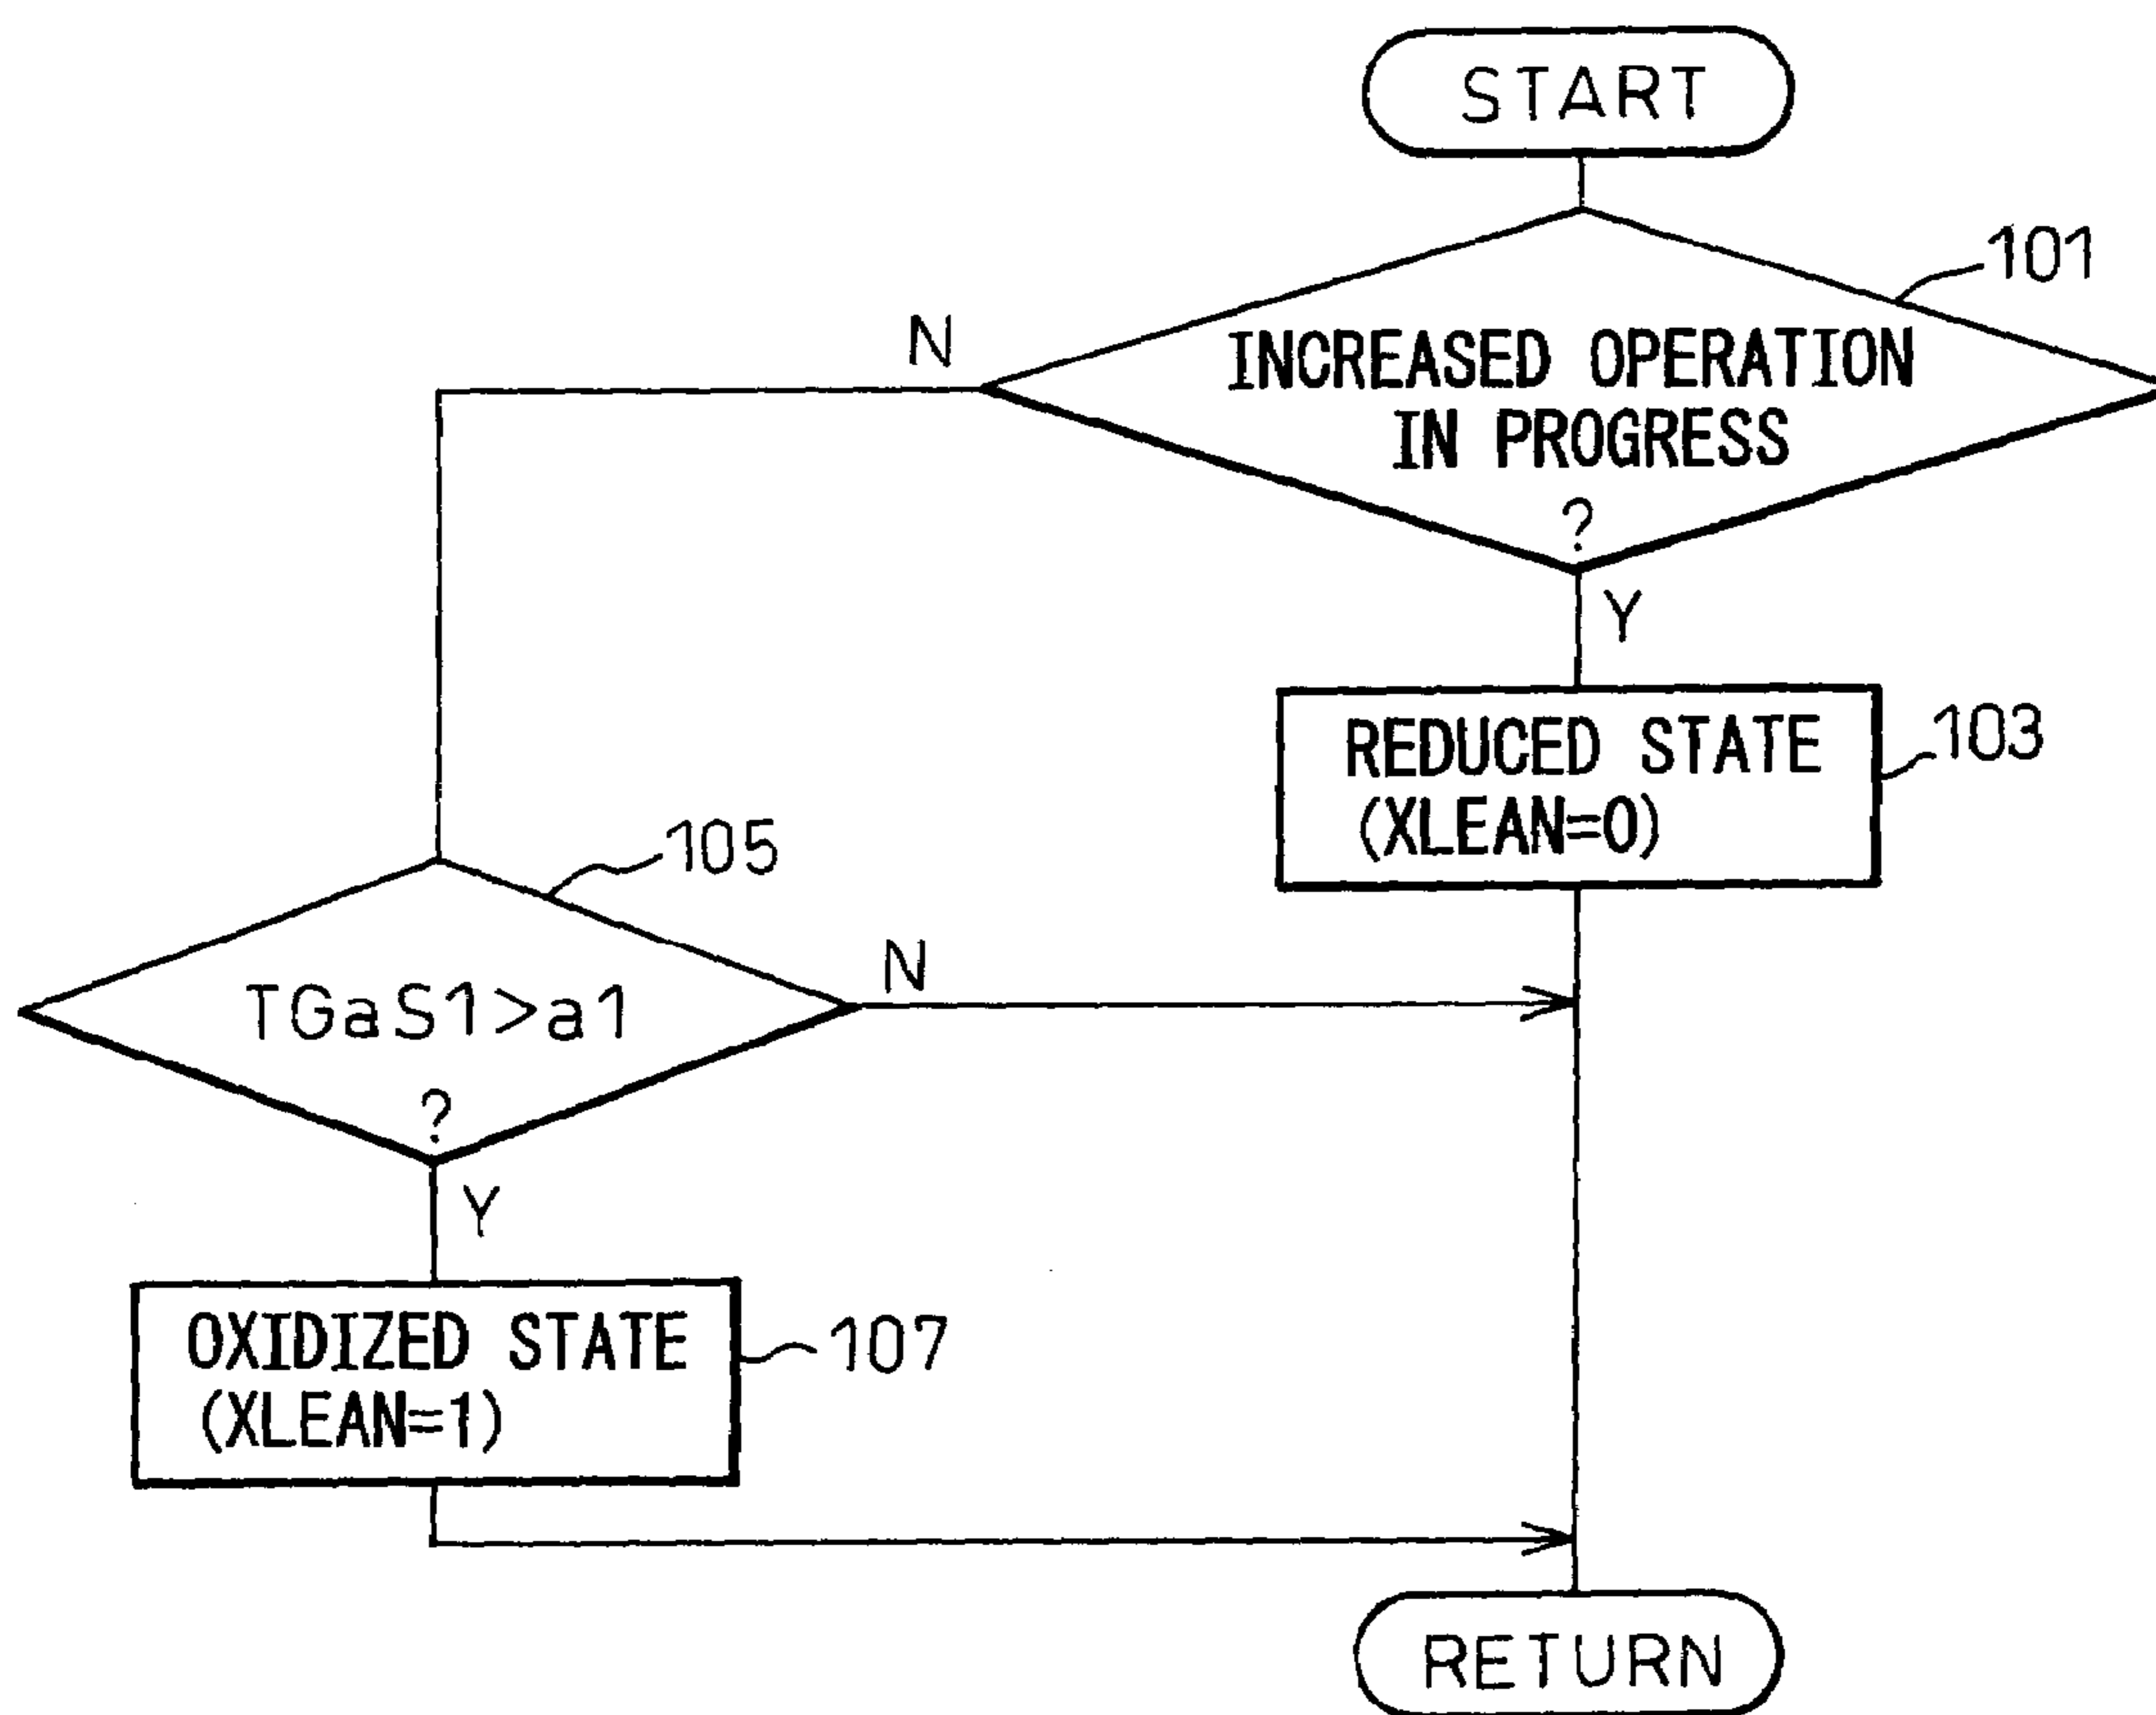 START
101
N
INCREASED OPERATION
IN PROGRESS
?
Y
REDUCED STATE
(XLEAN=0)
103
105
TGaS1>a1
?
N
Y
OXIDIZED STATE
(XLEAN=1)
107
RETURN